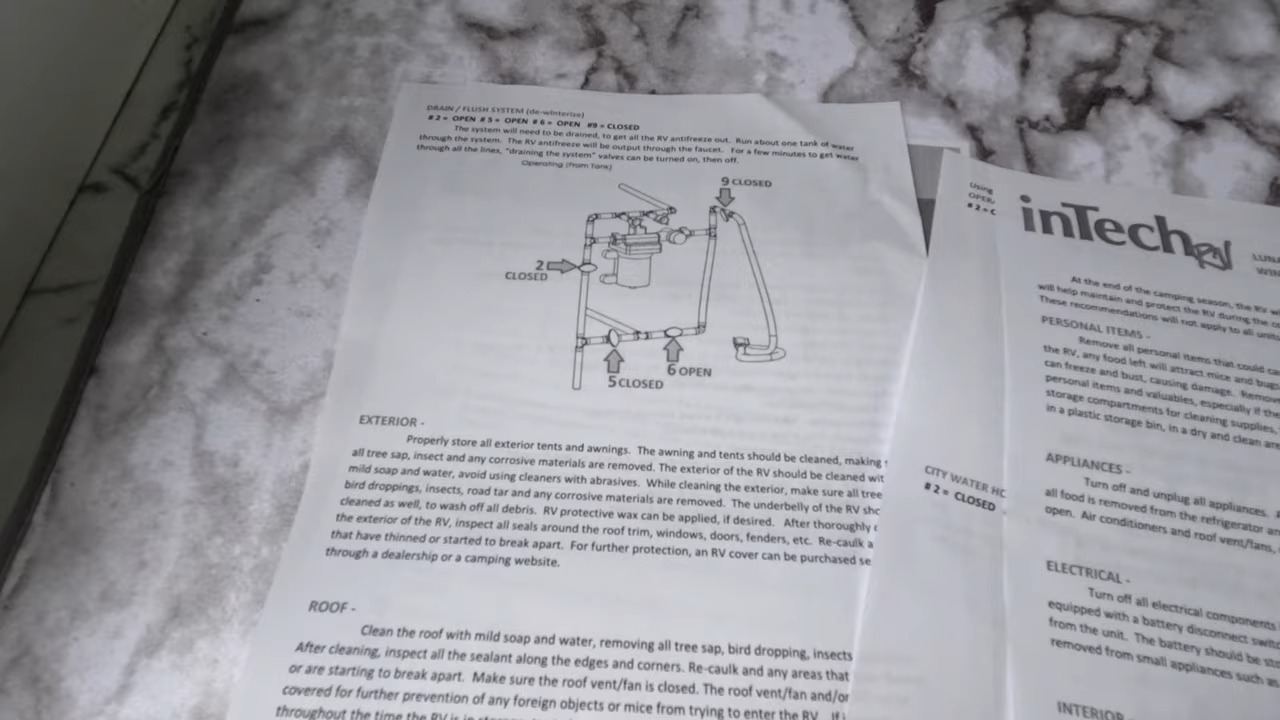 DRAIN / FLUSH SYSTEM (de-winterise)
# 2 = OPEN # 5 = OPEN # 6 = OPEN #9 = CLOSED
The system will need to be drained, to get all the RV antifreeze out. Run about one tank of water
through the system. The RV antifreeze will be output through the faucet. For a few minutes to get water
through all the lines, "draining the system" valves can be turned on, then off.
Operating (from Tank)
9 CLOSED
2
CLOSED
6 OPEN
5 CLOSED
EXTERIOR -
Properly store all exterior tents and awnings. The awning and tents should be cleaned, making
all tree sap, insect and any corrosive materials are removed. The exterior of the RV should be cleaned wit
mild soap and water, avoid using cleaners with abrasives. While cleaning the exterior, make sure all tree
bird droppings, insects, road tar and any corrosive materials are removed. The underbelly of the RV sho
cleaned as well, to wash off all debris. RV protective wax can be applied, if desired. After thoroughly
the exterior of the RV, inspect all seals around the roof trim, windows, doors, fenders, etc. Re-caulk a
that have thinned or started to break apart. For further protection, an RV cover can be purchased se
through a dealership or a camping website.
ROOF -
Clean the roof with mild soap and water, removing all tree sap, bird dropping, insects
After cleaning, inspect all the sealant along the edges and corners. Re-caulk and any areas that
or are starting to break apart. Make sure the roof vent/fan is closed. The roof vent/fan and/or
covered for further prevention of any foreign objects or mice from trying to enter the RV. If
throughout the time the RV is in
Using
OPER
# 2 = C
CITY WATER HO
# 2 = CLOSED
inTech RV
LUNA
WIN
At the end of the camping season, the RV w
will help maintain and protect the RV during the
These recommendations will not apply to all units
PERSONAL ITEMS -
Remove all personal items that could ca
the RV, any food left will attract mice and bugs
can freeze and bust, causing damage. Remove
personal items and valuables, especially if the
storage compartments for cleaning supplies,
in a plastic storage bin, in a dry and clean
APPLIANCES -
Turn off and unplug all appliances,
all food is removed from the refrigerator an
open. Air conditioners and roof vent/fans,
ELECTRICAL -
Turn off all electrical components
equipped with a battery disconnect switc
from the unit. The battery should be sto
removed from small appliances such as
INTERIOR